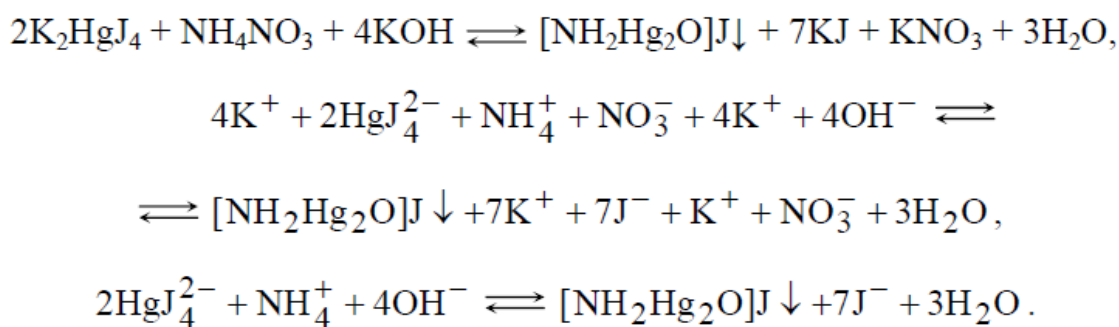 2K₂HgJ₄ + NH₄NO₃ + 4KOH ⇌ [NH₂Hg₂O]J↓ + 7KJ + KNO₃ + 3H₂O,
4K⁺ + 2HgJ₄²⁻ + NH₄⁺ + NO₃⁻ + 4K⁺ + 4OH⁻ ⇌
⇌ [NH₂Hg₂O]J ↓ +7K⁺ + 7J⁻ + K⁺ + NO₃⁻ + 3H₂O ,
2HgJ₄²⁻ + NH₄⁺ + 4OH⁻ ⇌ [NH₂Hg₂O]J ↓ +7J⁻ + 3H₂O .